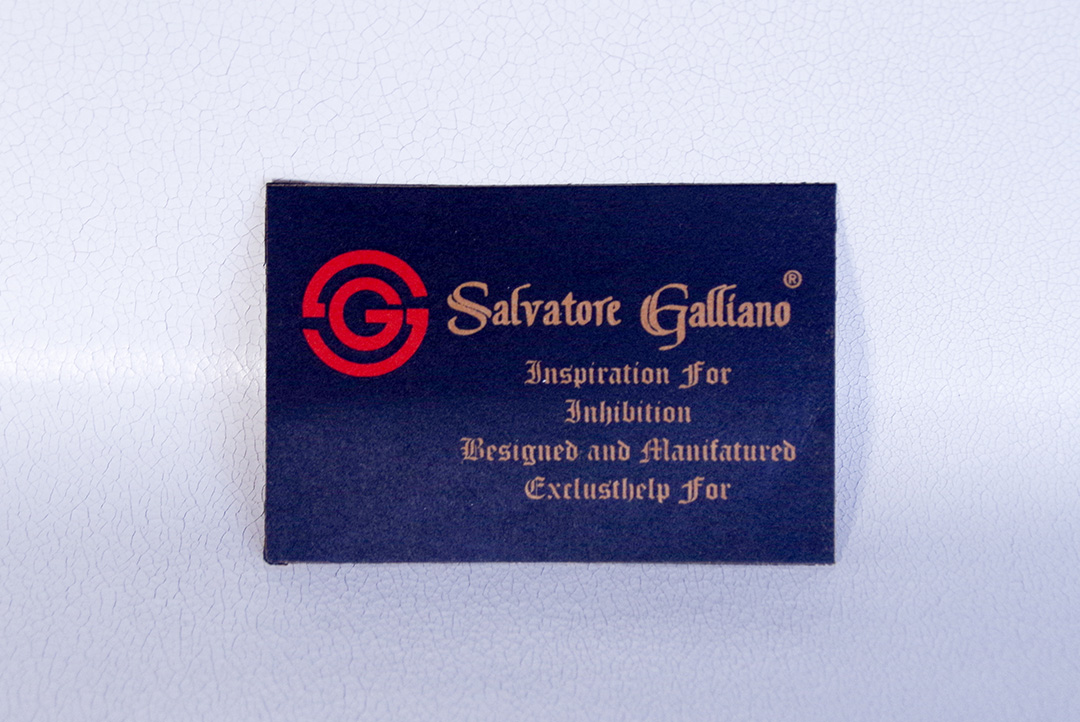 Salvatore Galliano®
Inspiration For
Inhibition
Besigned and Manifatured
Exclusthelp For